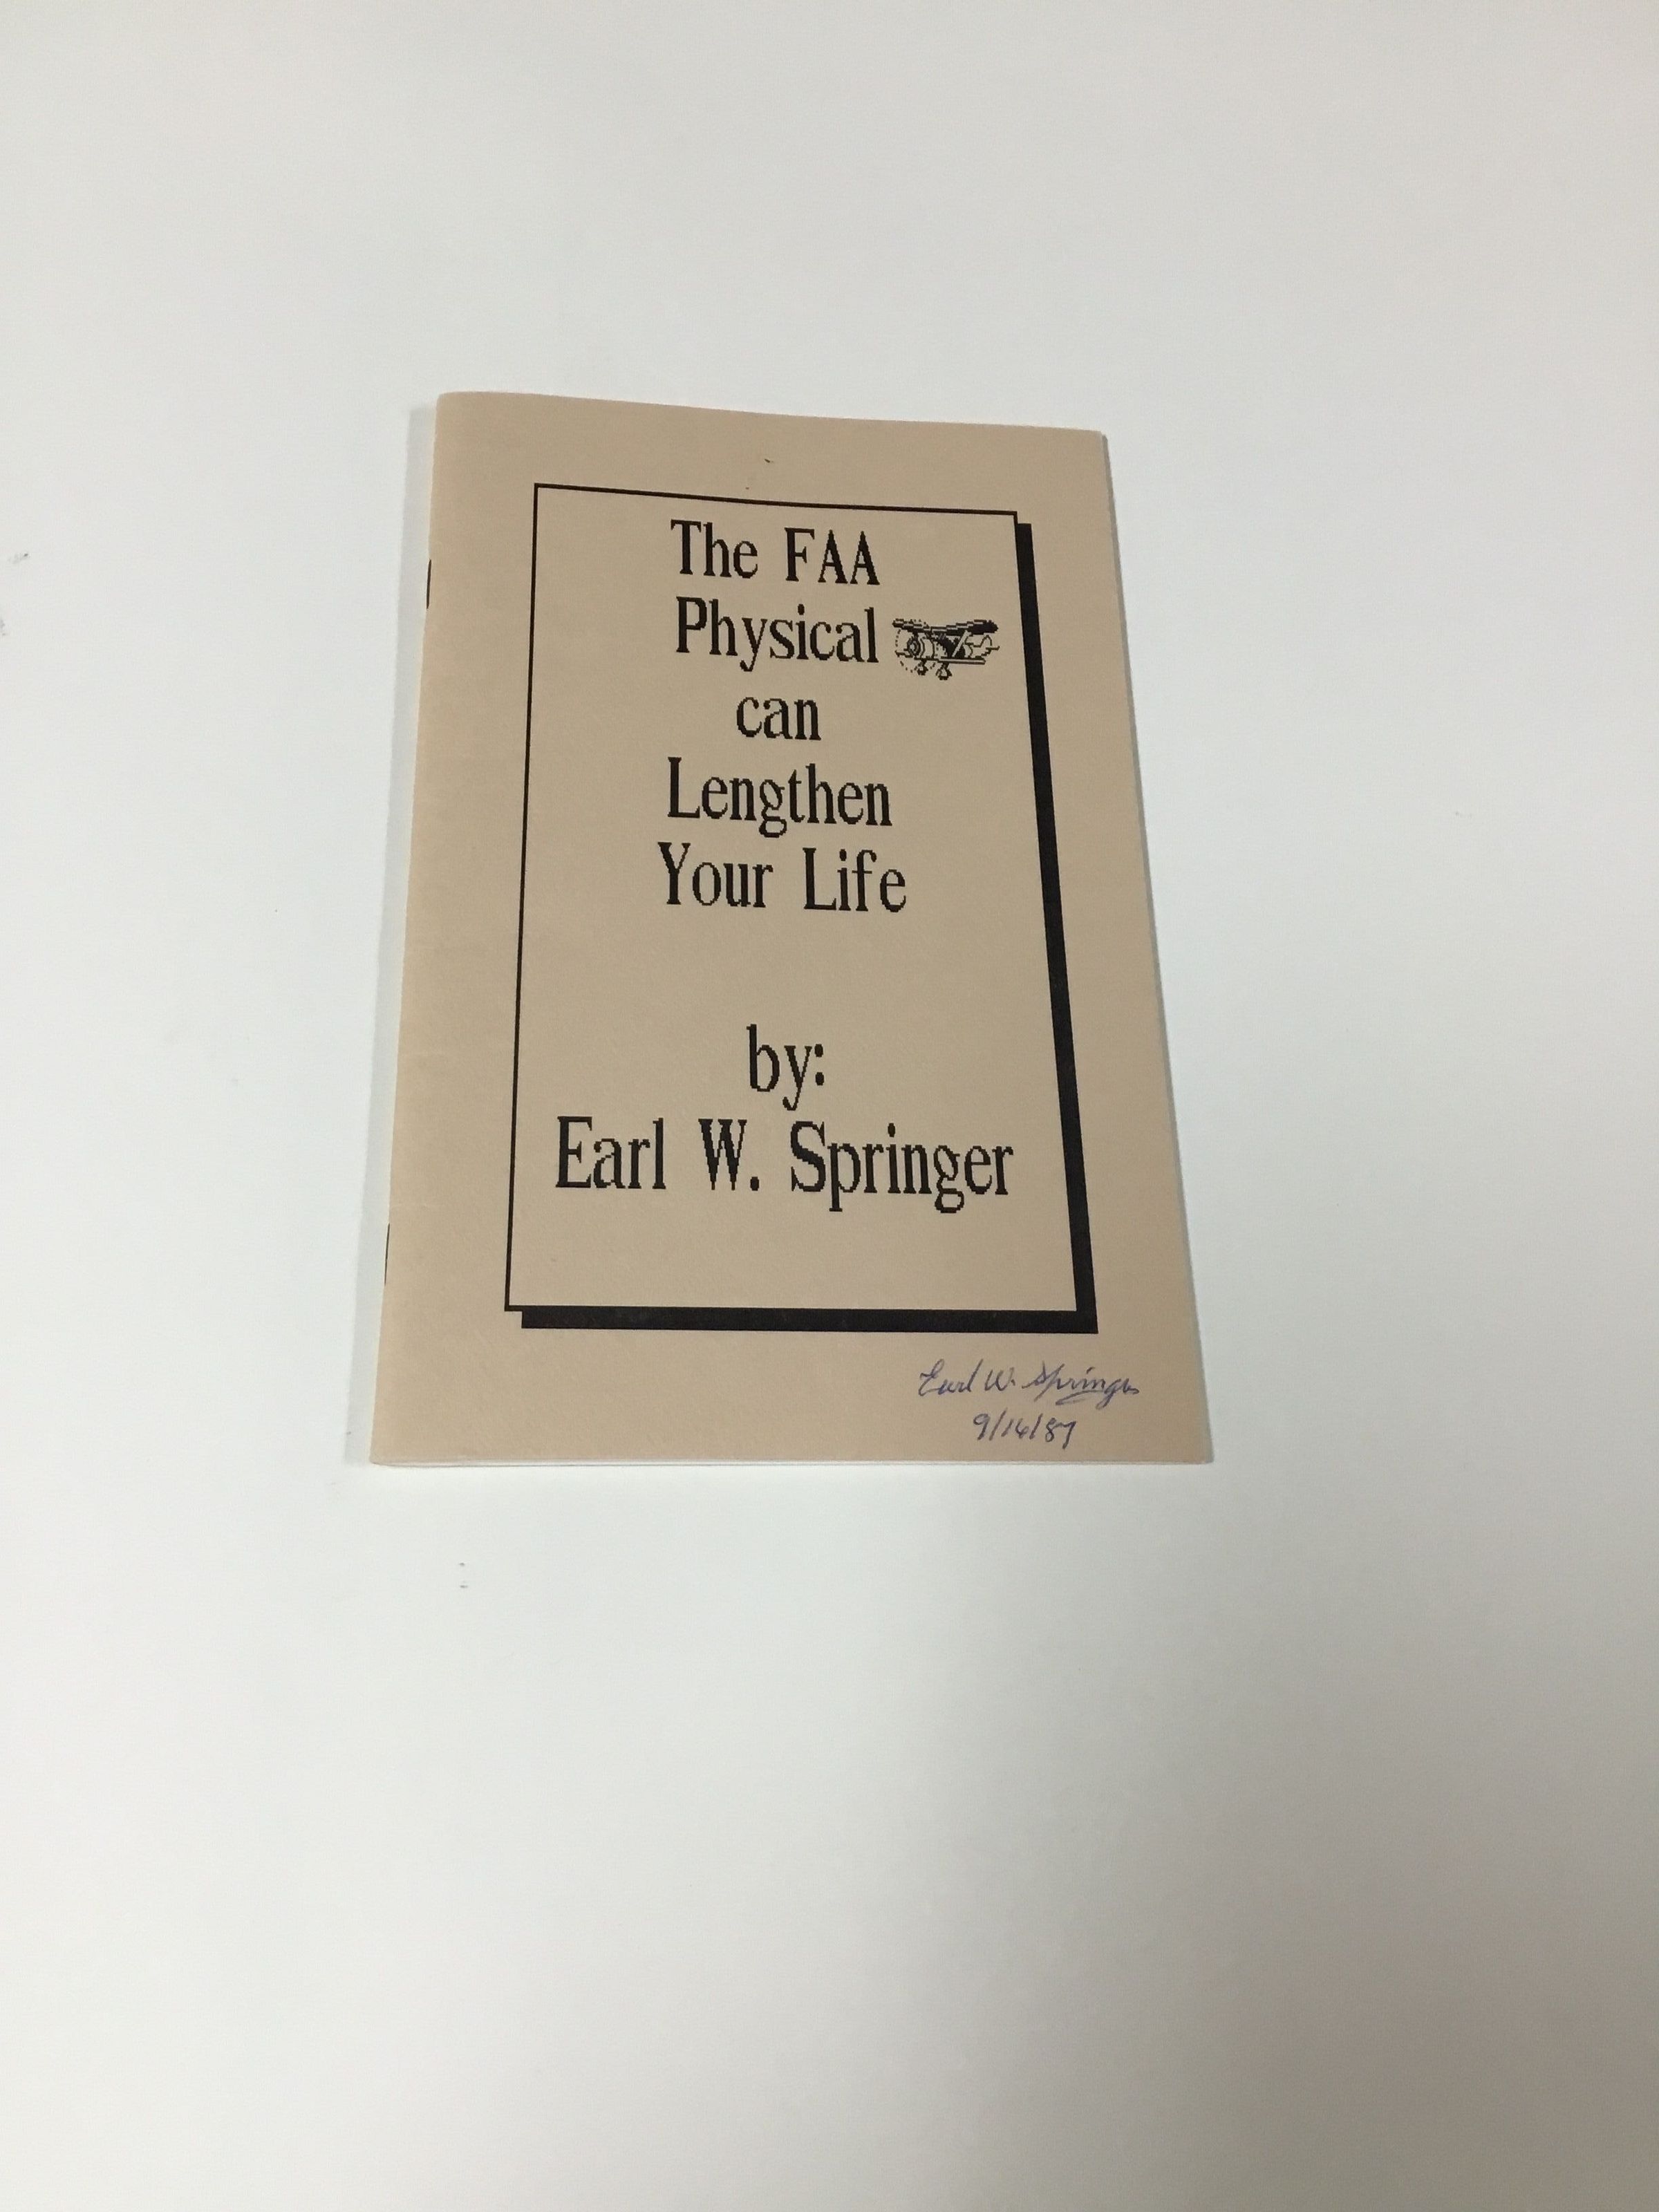 The FAA
Physical
can
Lengthen
Your Life
by:
Earl W. Springer
Earl W. Springer
9/16/87